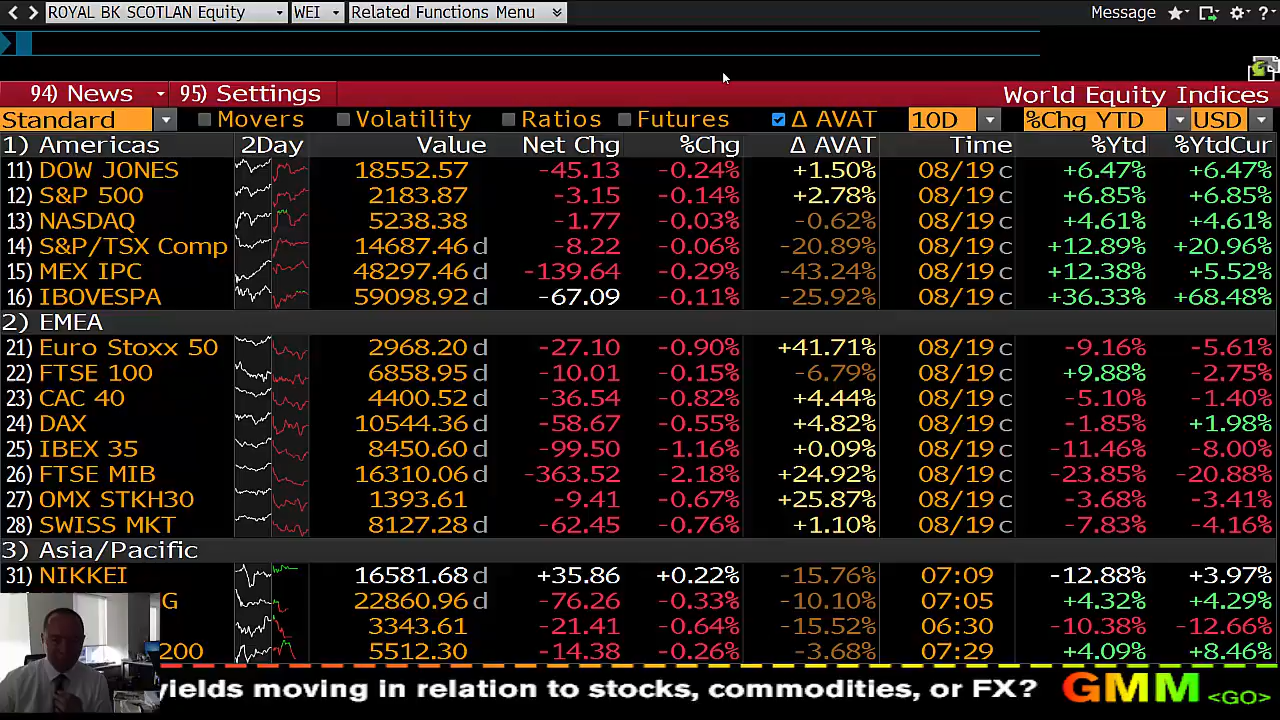 ROYAL BK SCOTLAN Equity WEI Related Functions Menu Message ?
94) News 95) Settings World Equity Indices
Standard Movers Volatility Ratios Futures Δ AVAT 10D %Chg YTD USD
1) Americas 2Day Value Net Chg %Chg Δ AVAT Time %Ytd %YtdCur
11) DOW JONES 18552.57 -45.13 -0.24% +1.50% 08/19 c +6.47% +6.47%
12) S&P 500 2183.87 -3.15 -0.14% +2.78% 08/19 c +6.85% +6.85%
13) NASDAQ 5238.38 -1.77 -0.03% -0.62% 08/19 c +4.61% +4.61%
14) S&P/TSX Comp 14687.46 d -8.22 -0.06% -20.89% 08/19 c +12.89% +20.96%
15) MEX IPC 48297.46 d -139.64 -0.29% -43.24% 08/19 c +12.38% +5.52%
16) IBOVESPA 59098.92 d -67.09 -0.11% -25.92% 08/19 c +36.33% +68.48%
2) EMEA
21) Euro Stoxx 50 2968.20 d -27.10 -0.90% +41.71% 08/19 c -9.16% -5.61%
22) FTSE 100 6858.95 d -10.01 -0.15% -6.79% 08/19 c +9.88% -2.75%
23) CAC 40 4400.52 d -36.54 -0.82% +4.44% 08/19 c -5.10% -1.40%
24) DAX 10544.36 d -58.67 -0.55% +4.82% 08/19 c -1.85% +1.98%
25) IBEX 35 8450.60 d -99.50 -1.16% +0.09% 08/19 c -11.46% -8.00%
26) FTSE MIB 16310.06 d -363.52 -2.18% +24.92% 08/19 c -23.85% -20.88%
27) OMX STKH30 1393.61 d -9.41 -0.67% +25.87% 08/19 c -3.68% -3.41%
28) SWISS MKT 8127.28 d -62.45 -0.76% +1.10% 08/19 c -7.83% -4.16%
3) Asia/Pacific
31) NIKKEI 16581.68 d +35.86 +0.22% -15.76% 07:09 -12.88% +3.97%
G 22860.96 d -76.26 -0.33% -10.10% 07:05 +4.32% +4.29%
3343.61 -21.41 -0.64% -15.52% 06:30 -10.38% -12.66%
200 5512.30 -14.38 -0.26% -3.68% 07:29 +4.09% +8.46%
yields moving in relation to stocks, commodities, or FX? GMM <GO>